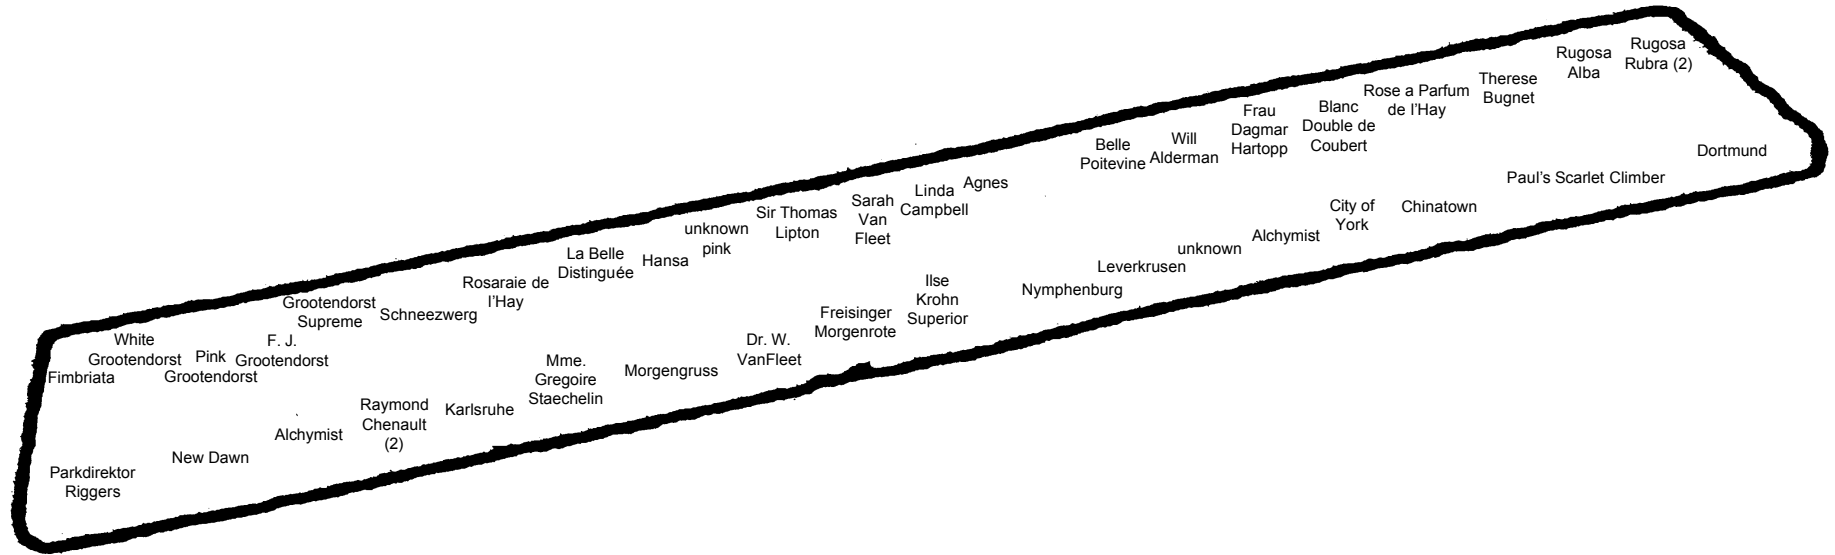 Fimbriata
White
Grootendorst
Pink
Grootendorst
F. J.
Grootendorst
Grootendorst
Supreme
Schneezwerg
Rosaraie de
l'Hay
La Belle
Distinguée
Hansa
unknown
pink
Sir Thomas
Lipton
Sarah
Van
Fleet
Linda
Campbell
Agnes
Belle
Poitevine
Will
Alderman
Frau
Dagmar
Hartopp
Blanc
Double de
Coubert
Rose a Parfum
de l'Hay
Therese
Bugnet
Rugosa
Alba
Rugosa
Rubra (2)
Parkdirektor
Riggers
New Dawn
Alchymist
Raymond
Chenault
(2)
Karlsruhe
Mme.
Gregoire
Staechelin
Morgengruss
Dr. W.
VanFleet
Freisinger
Morgenrote
Ilse
Krohn
Superior
Nymphenburg
Leverkrusen
unknown
Alchymist
City of
York
Chinatown
Paul's Scarlet Climber
Dortmund